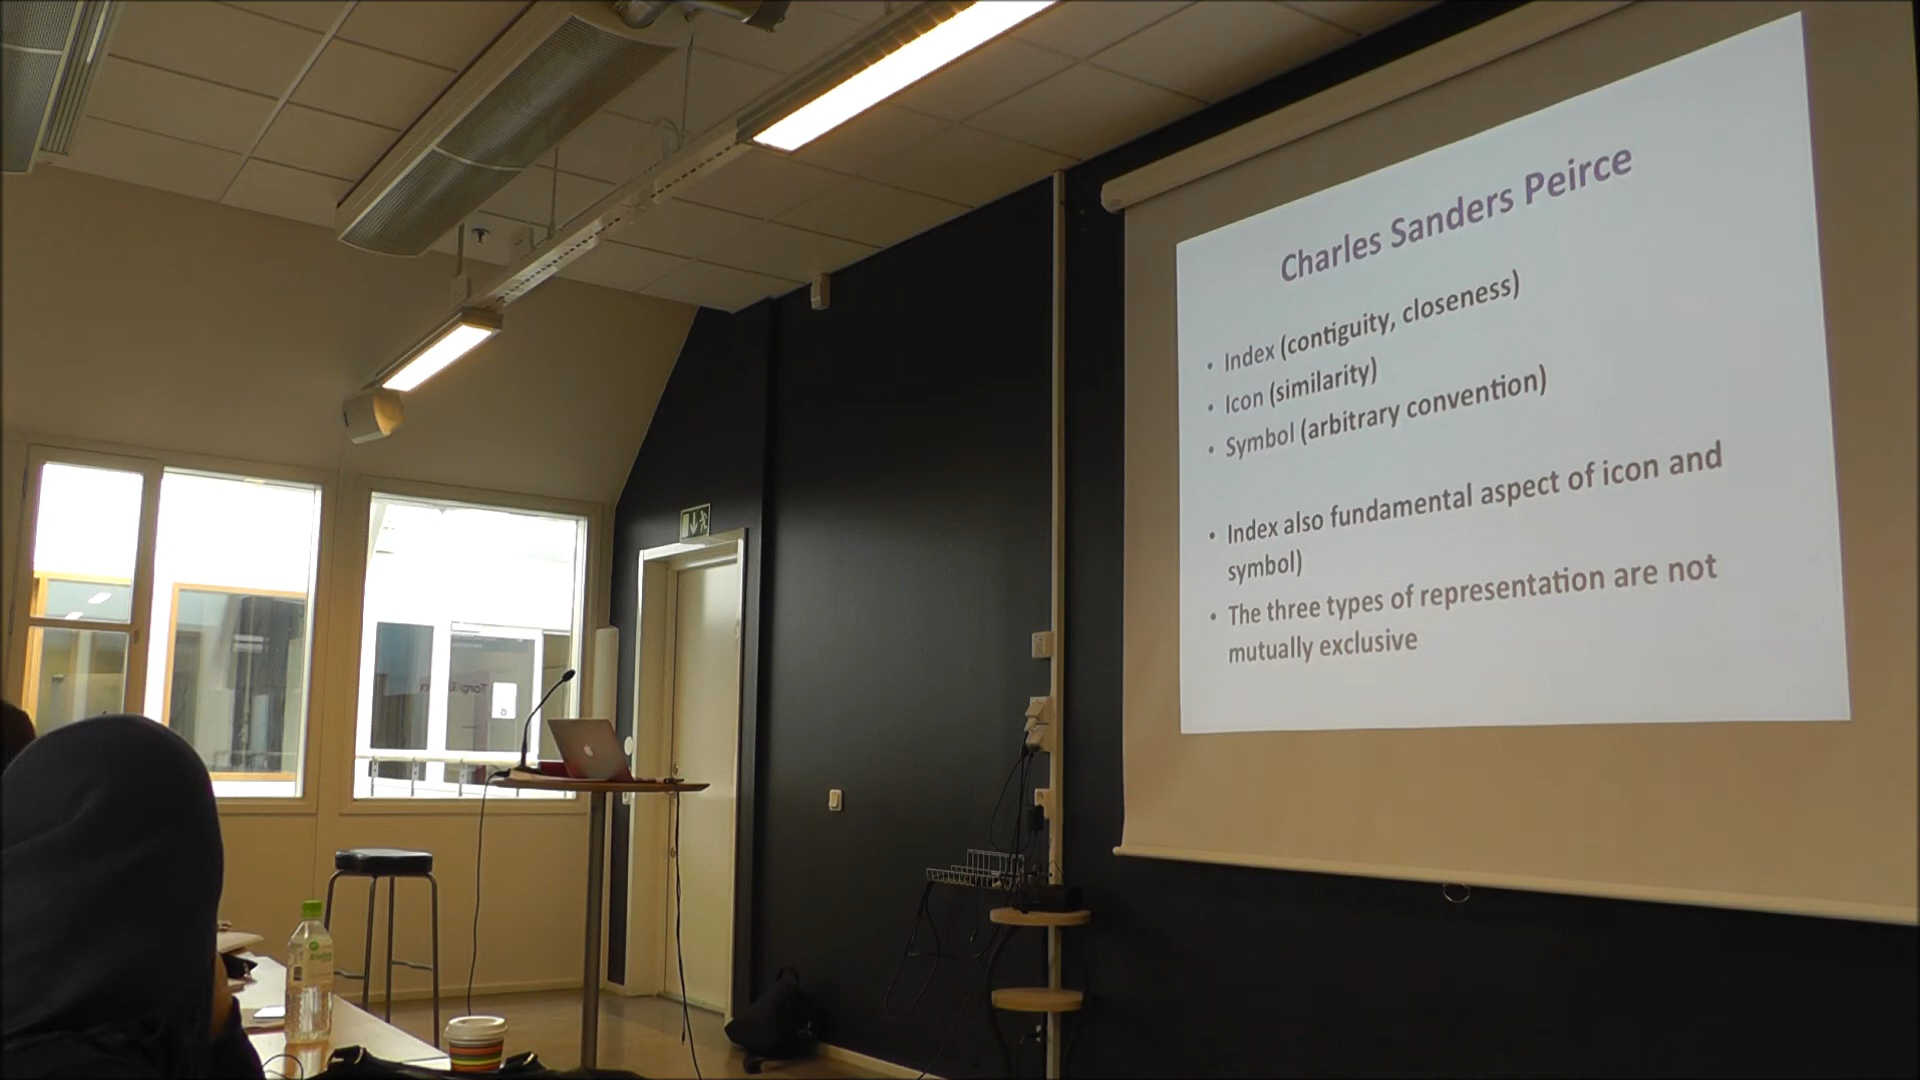 Charles Sanders Peirce
• Index (contiguity, closeness)
• Icon (similarity)
• Symbol (arbitrary convention)
• Index also fundamental aspect of icon and
symbol)
• The three types of representation are not
mutually exclusive